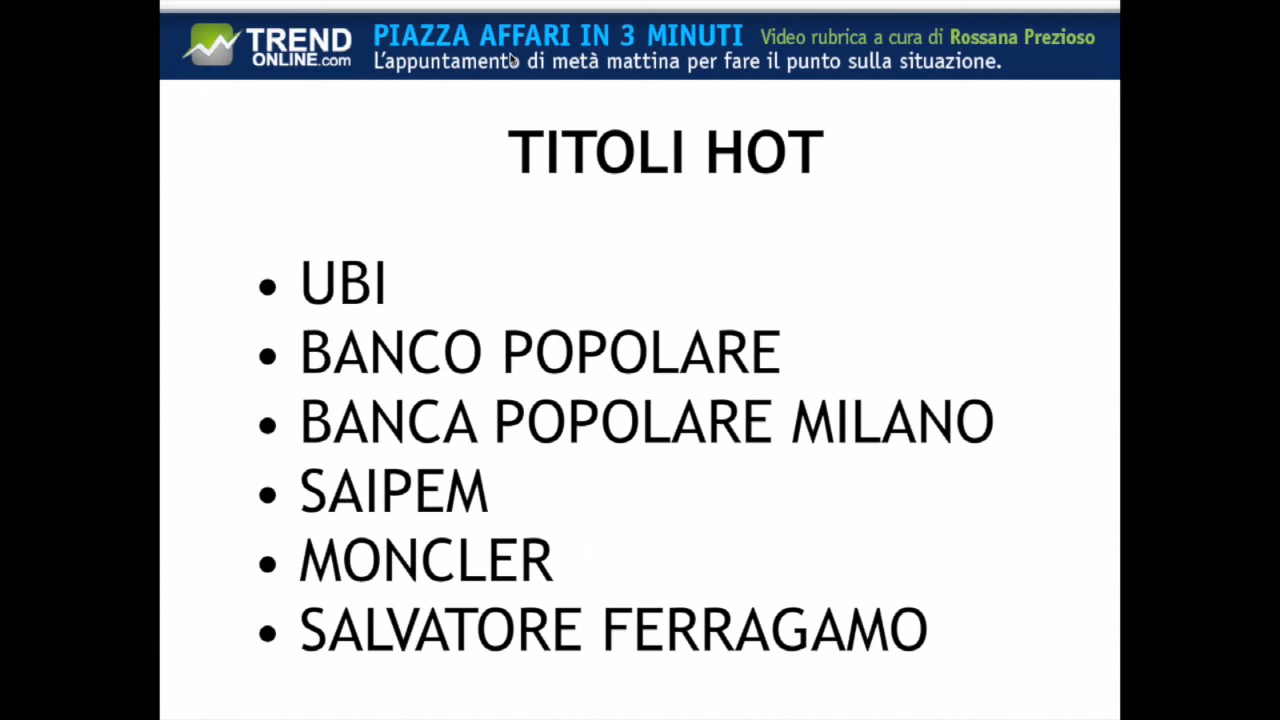 TREND
ONLINE.com
PIAZZA AFFARI IN 3 MINUTI Video rubrica a cura di Rossana Prezioso
L'appuntamento di metà mattina per fare il punto sulla situazione.
TITOLI HOT
• UBI
• BANCO POPOLARE
• BANCA POPOLARE MILANO
• SAIPEM
• MONCLER
• SALVATORE FERRAGAMO